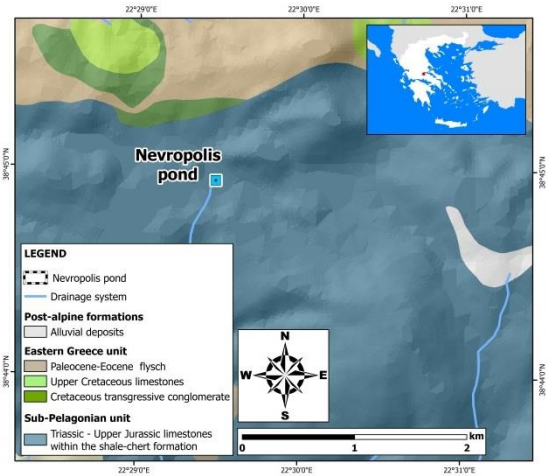 22°29'0"E
22°30'0"E
22°31'0"E
38°45'0"N
38°45'0"N
Nevropolis
pond
LEGEND
Nevropolis pond
Drainage system
Post-alpine formations
Alluvial deposits
Eastern Greece unit
Paleocene-Eocene flysch
Upper Cretaceous limestones
Cretaceous transgressive conglomerate
Sub-Pelagonian unit
Triassic - Upper Jurassic limestones
within the shale-chert formation
N
W
E
S
38°44'0"N
38°44'0"N
km
0
1
2
22°29'0"E
22°30'0"E
22°31'0"E